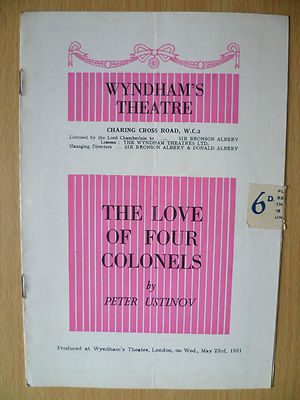 WYNDHAM'S
THEATRE
CHARING CROSS ROAD, W.C.2
Licensed by the Lord Chamberlain to .. SIR BRONSON ALBERY
Lessees : THE WYNDHAM THEATRES LTD.
Managing Directors .. SIR BRONSON ALBERY & DONALD ALBERY
THE LOVE
OF FOUR
COLONELS
by
PETER USTINOV
6D.
Produced at Wyndham's Theatre, London, on Wed., May 23rd, 1951